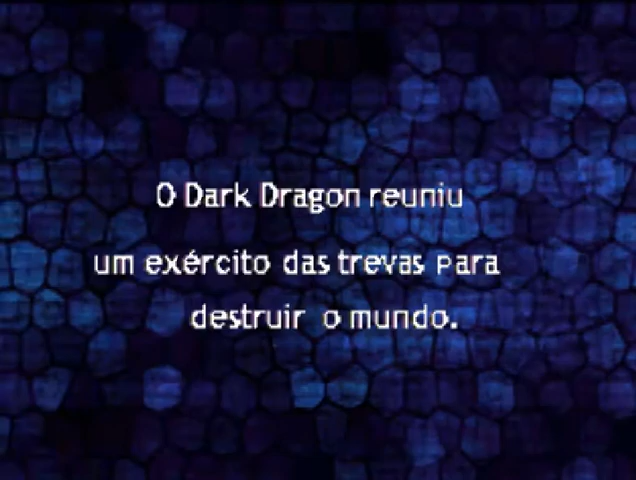 O Dark Dragon reuniu
um exército das trevas para
destruir o mundo.